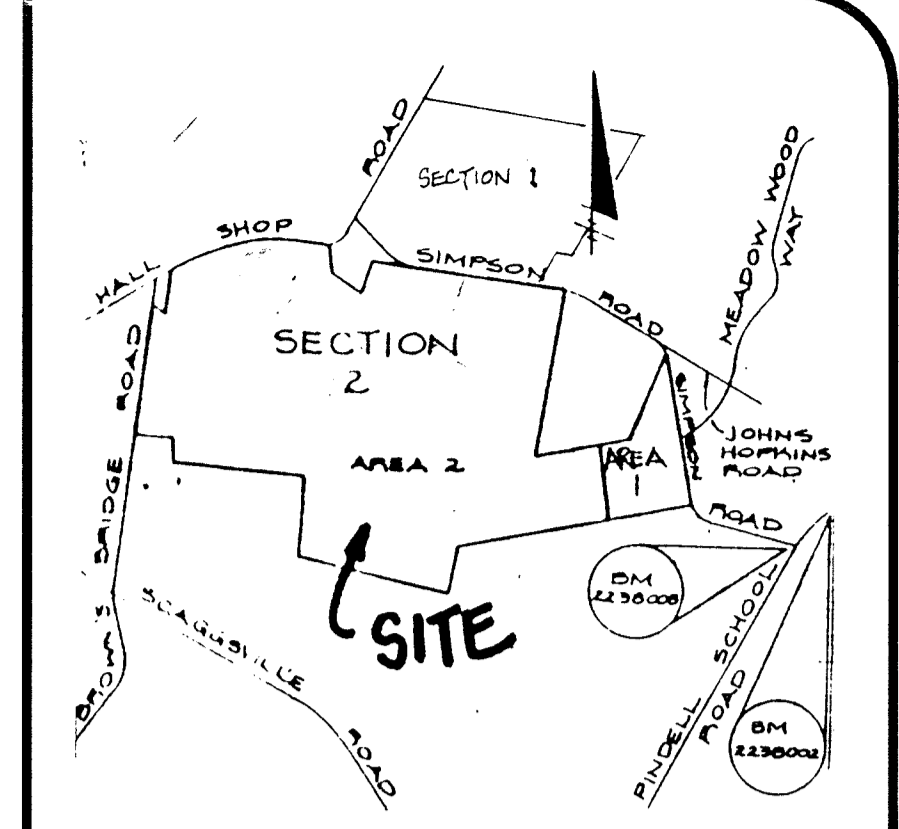 ROAD
SECTION 1
MEADOW WOOD
WAY
SHOP
HALL
SIMPSON
ROAD
SECTION
2
ROAD
SIMPSON
JOHNS
HOPKINS
ROAD
AREA 2
AREA
1
BRIDGE
ROAD
BM
2238008
SCAGGSVILLE
SITE
SCHOOL
BROWN'S
ROAD
ROAD
PINDELL
BM
2238002